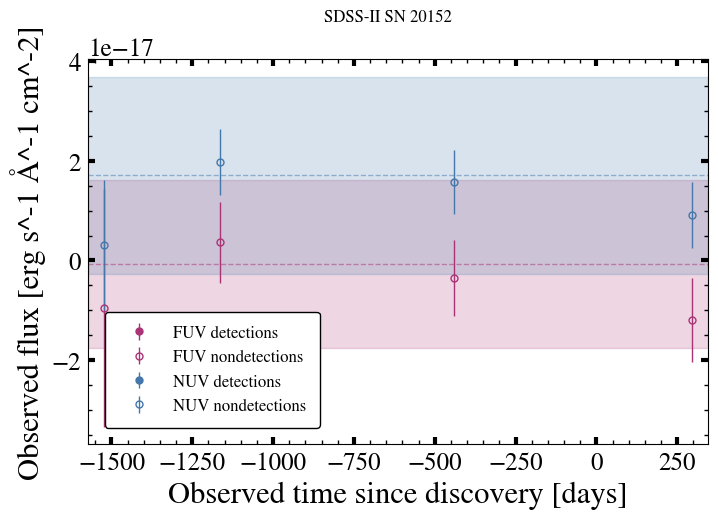 SDSS-II SN 20152
1e−17
Observed flux [erg s^-1 Å^-1 cm^-2]
4
2
0
−2
FUV detections
FUV nondetections
NUV detections
NUV nondetections
−1500 −1250 −1000 −750 −500 −250 0 250
Observed time since discovery [days]